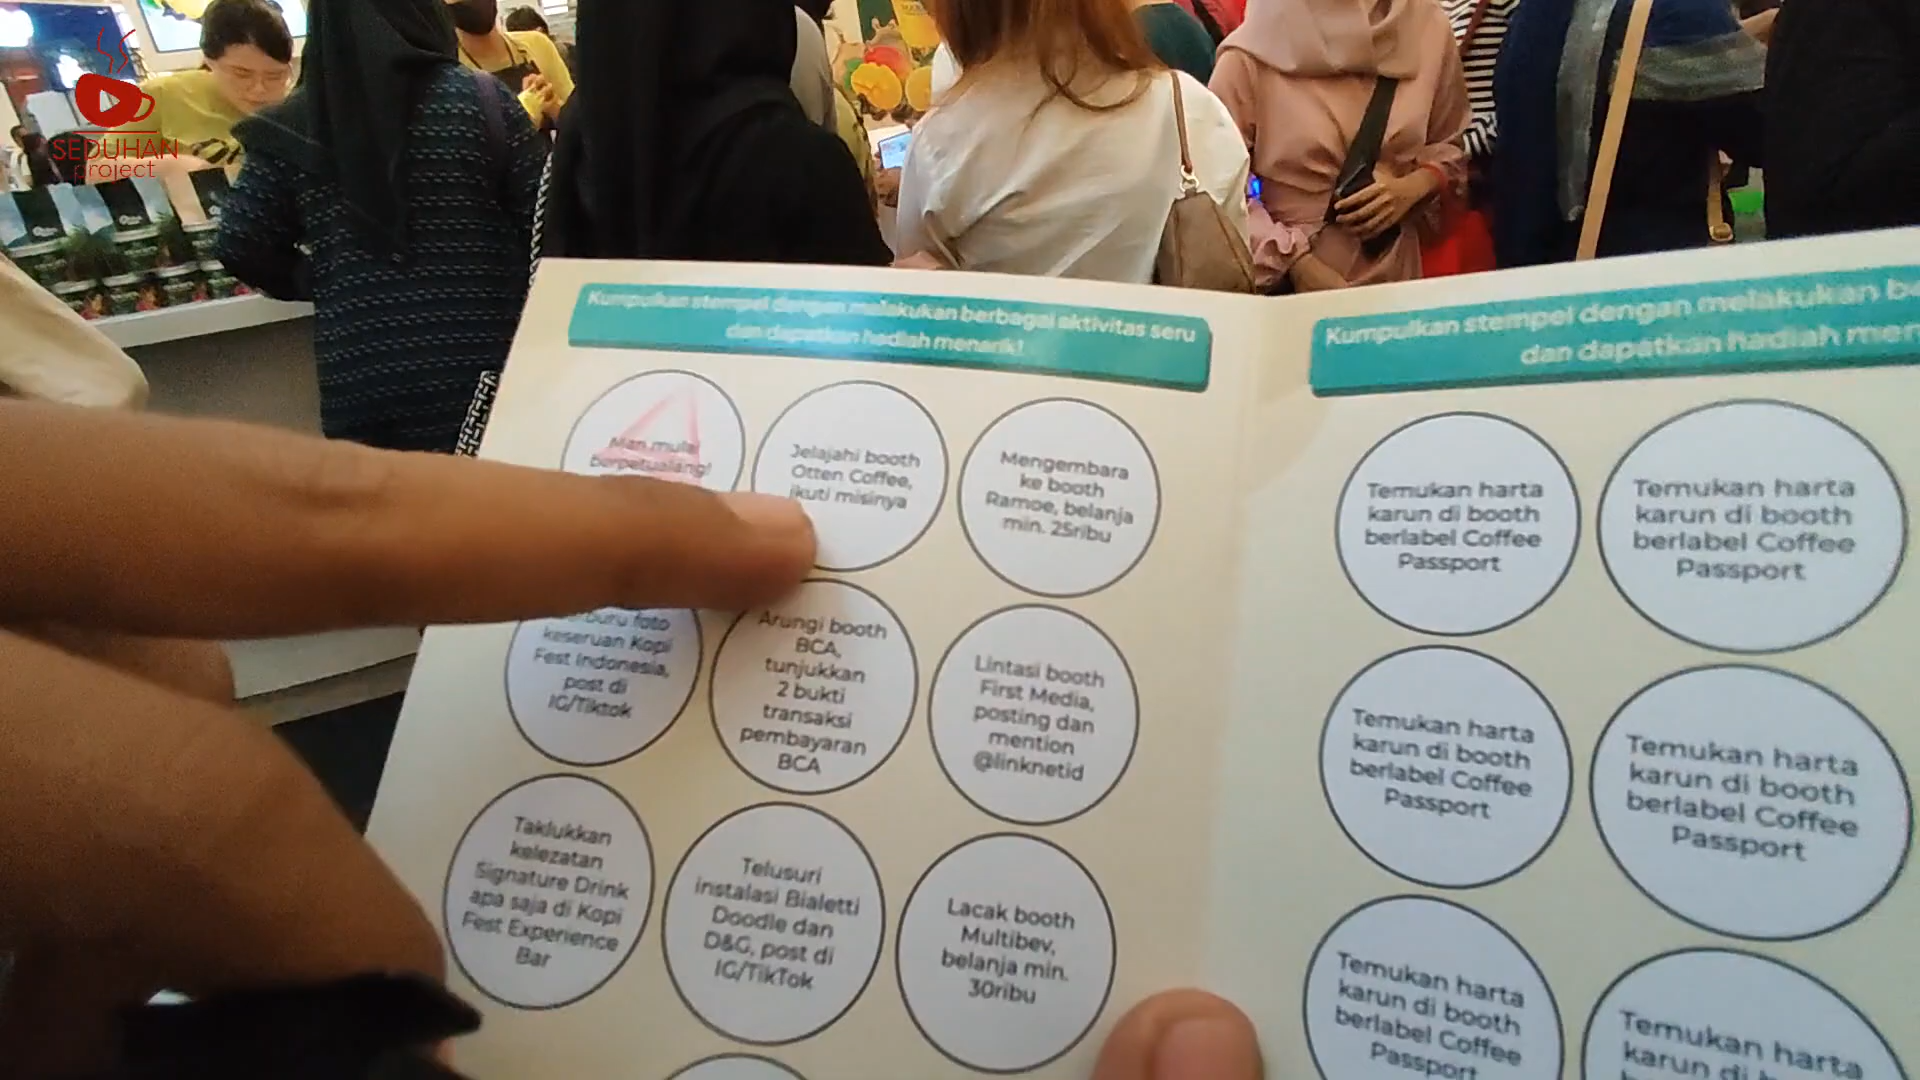 SEDUHAN
project
Kumpulkan stempel dengan melakukan berbagai aktivitas seru
dan dapatkan hadiah menarik!
Mari mulai
berpetualang!
Jelajahi booth
Otten Coffee,
ikuti misinya
Mengembara
ke booth
Ramoe, belanja
min. 25ribu
foto
keseruan Kopi
Fest Indonesia,
post di
IG/Tiktok
Arungi booth
BCA,
tunjukkan
2 bukti
transaksi
pembayaran
BCA
Lintasi booth
First Media,
posting dan
mention
@linknetid
Taklukkan
kelezatan
Signature Drink
apa saja di Kopi
Fest Experience
Bar
Telusuri
instalasi Bialetti
Doodle dan
D&G, post di
IG/TikTok
Lacak booth
Multibev,
belanja min.
30ribu
Kumpulkan stempel dengan melakukan
dan dapatkan hadiah
Temukan harta
karun di booth
berlabel Coffee
Passport
Temukan harta
karun di booth
berlabel Coffee
Passport
Temukan harta
karun di booth
berlabel Coffee
Passport
Temukan harta
karun di booth
berlabel Coffee
Passport
Temukan harta
karun di booth
berlabel Coffee
Passport
Temukan harta
karun di